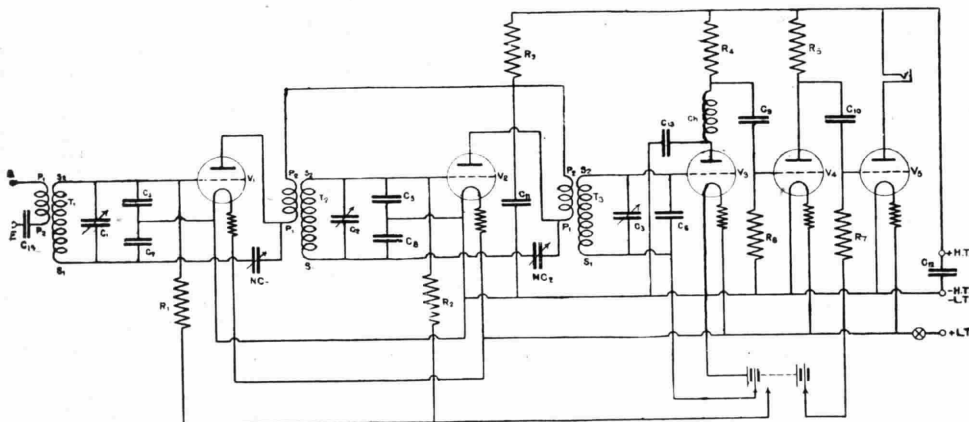 R3
R4
R5
C9
C10
Ch
C13
P1
S2
T1
P2
S1
C1
C4
C7
V1
P2
S2
T2
P1
S
C2
C5
C8
V2
C11
P2
S2
T3
P1
S1
C3
C6
V3
V4
V5
R6
R7
C14
E
NC-
NC2
R1
R2
C12
+H.T
-H.T
-L.T
+L.T